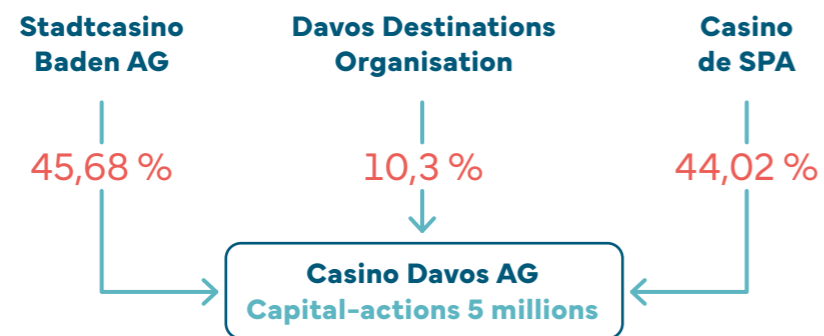 Stadtcasino
Baden AG
Davos Destinations
Organisation
Casino
de SPA
45,68 %
10,3 %
44,02 %
Casino Davos AG
Capital-actions 5 millions